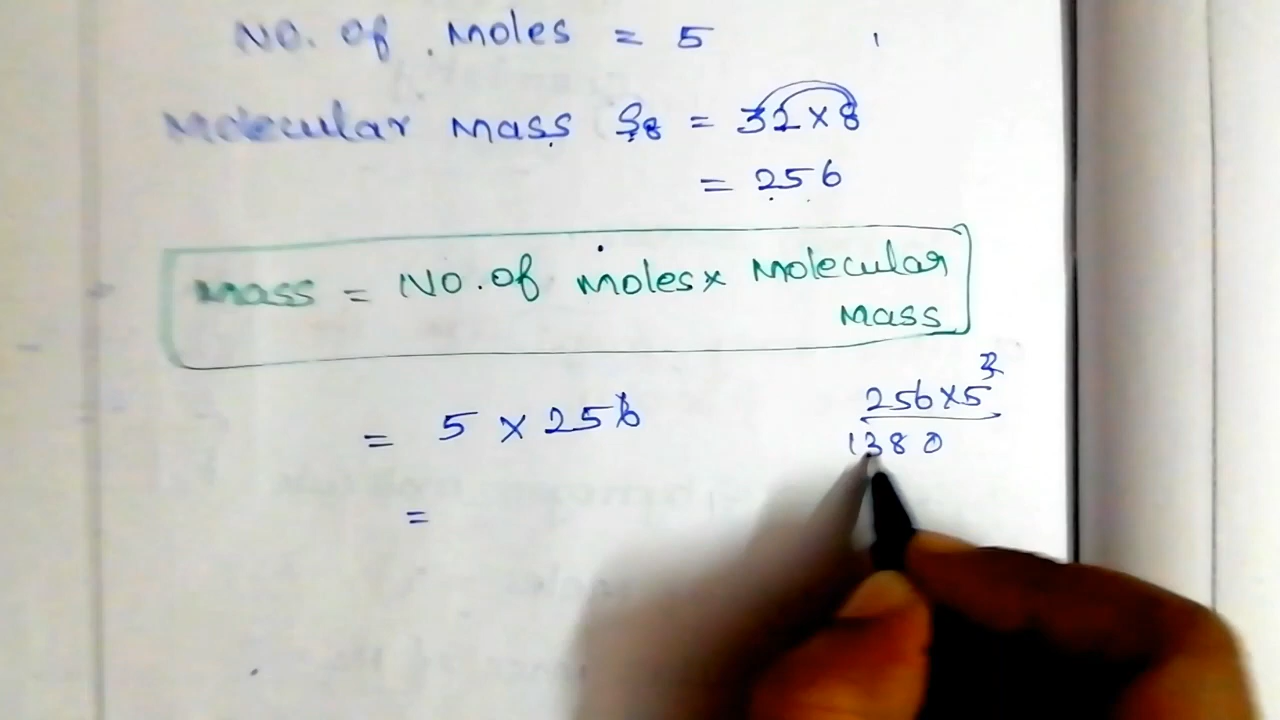 No. of moles = 5
Molecular mass S8 = 32 × 8
= 256
Mass = No. of moles × Molecular
mass
= 5 × 256
256 × 5
1380
=